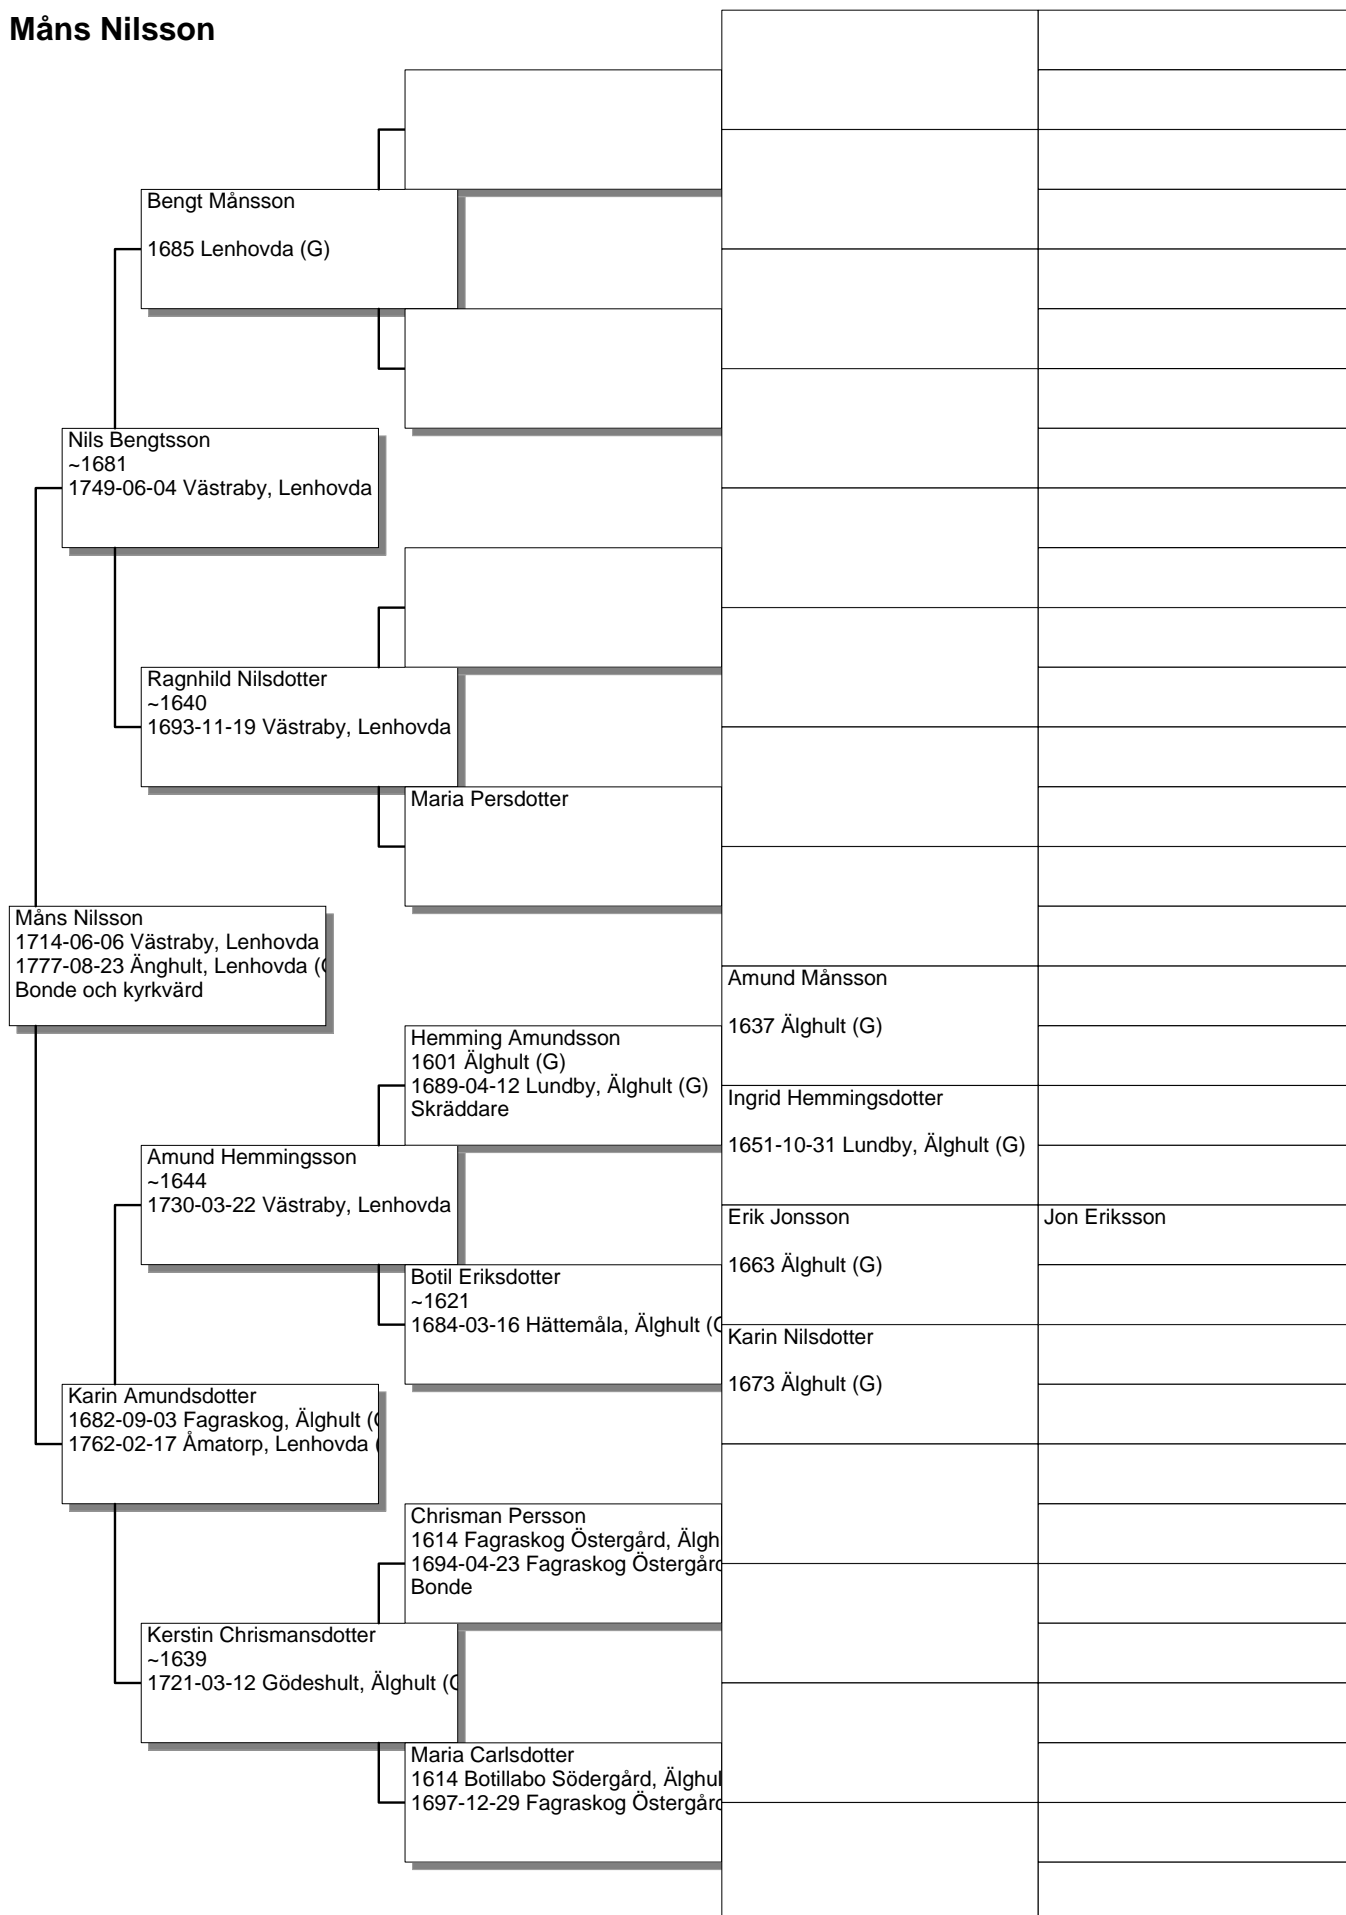 Måns Nilsson
Bengt Månsson
1685 Lenhovda (G)
Nils Bengtsson
~1681
1749-06-04 Västraby, Lenhovda
Ragnhild Nilsdotter
~1640
1693-11-19 Västraby, Lenhovda
Maria Persdotter
Måns Nilsson
1714-06-06 Västraby, Lenhovda
1777-08-23 Änghult, Lenhovda (
Bonde och kyrkvärd
Amund Månsson
1637 Älghult (G)
Hemming Amundsson
1601 Älghult (G)
1689-04-12 Lundby, Älghult (G)
Skräddare
Ingrid Hemmingsdotter
1651-10-31 Lundby, Älghult (G)
Amund Hemmingsson
~1644
1730-03-22 Västraby, Lenhovda
Erik Jonsson
1663 Älghult (G)
Jon Eriksson
Botil Eriksdotter
~1621
1684-03-16 Hättemåla, Älghult (
Karin Nilsdotter
1673 Älghult (G)
Karin Amundsdotter
1682-09-03 Fagraskog, Älghult (
1762-02-17 Åmatorp, Lenhovda (
Chrisman Persson
1614 Fagraskog Östergård, Älgh
1694-04-23 Fagraskog Östergård
Bonde
Kerstin Chrismansdotter
~1639
1721-03-12 Gödeshult, Älghult (
Maria Carlsdotter
1614 Botillabo Södergård, Älghul
1697-12-29 Fagraskog Östergård